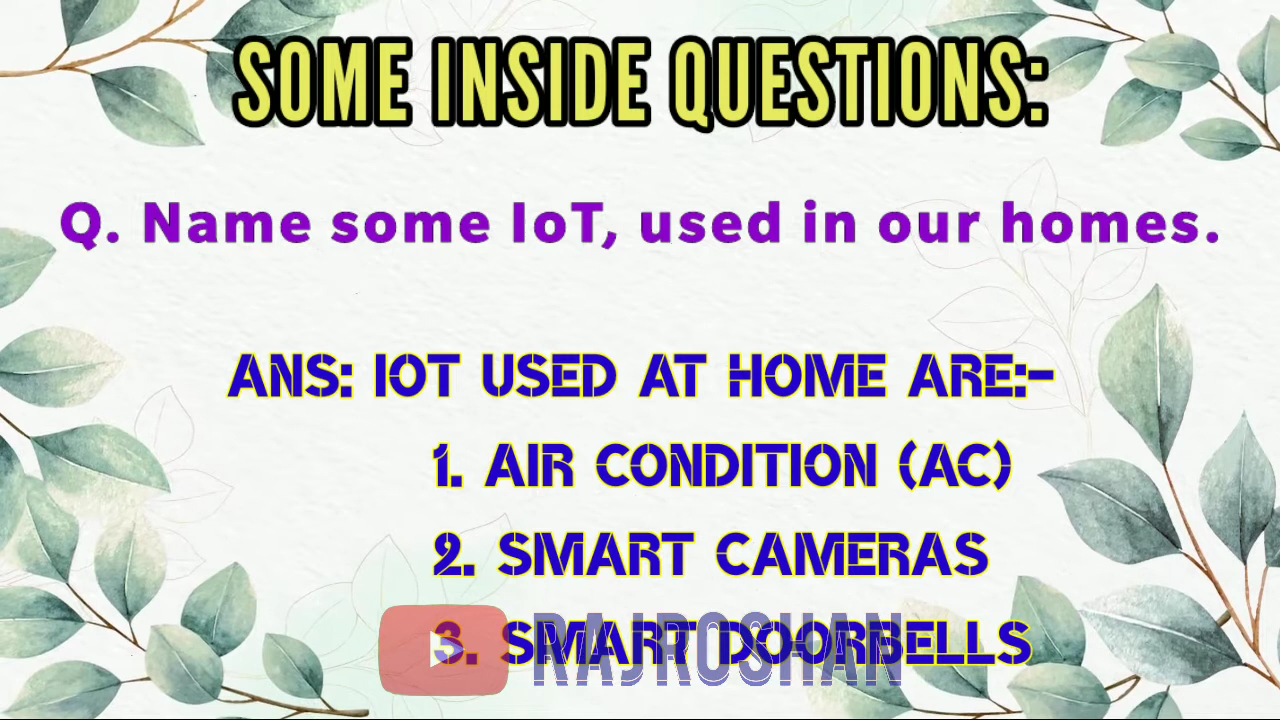 SOME INSIDE QUESTIONS:
Q. Name some IoT, used in our homes.
ANS: IOT USED AT HOME ARE:-
1. AIR CONDITION (AC)
2. SMART CAMERAS
3. SMART DOORBELLS
RAJROSHAN